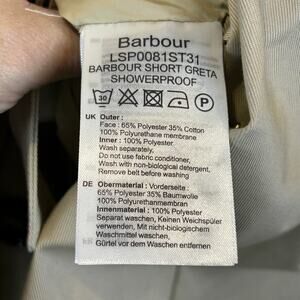 Barbour
LSP0081ST31
BARBOUR SHORT GRETA
SHOWERPROOF
30
P
UK Outer :
Face : 65% Polyester 35% Cotton
100% Polyurethane membrane
Inner : 100% Polyester
Wash separately.
Do not use fabric conditioner,
Wash with non-biological detergent,
Remove belt before washing
DE Obermaterial : Vorderseite :
65% Polyester 35% Baumwolle
100% Polyurethanmembran
Innenmaterial : 100% Polyester
Separat waschen, Keinen Weichspüler
verwenden, Mit nicht-biologischem
Waschmittel waschen,
Gürtel vor dem Waschen entfernen